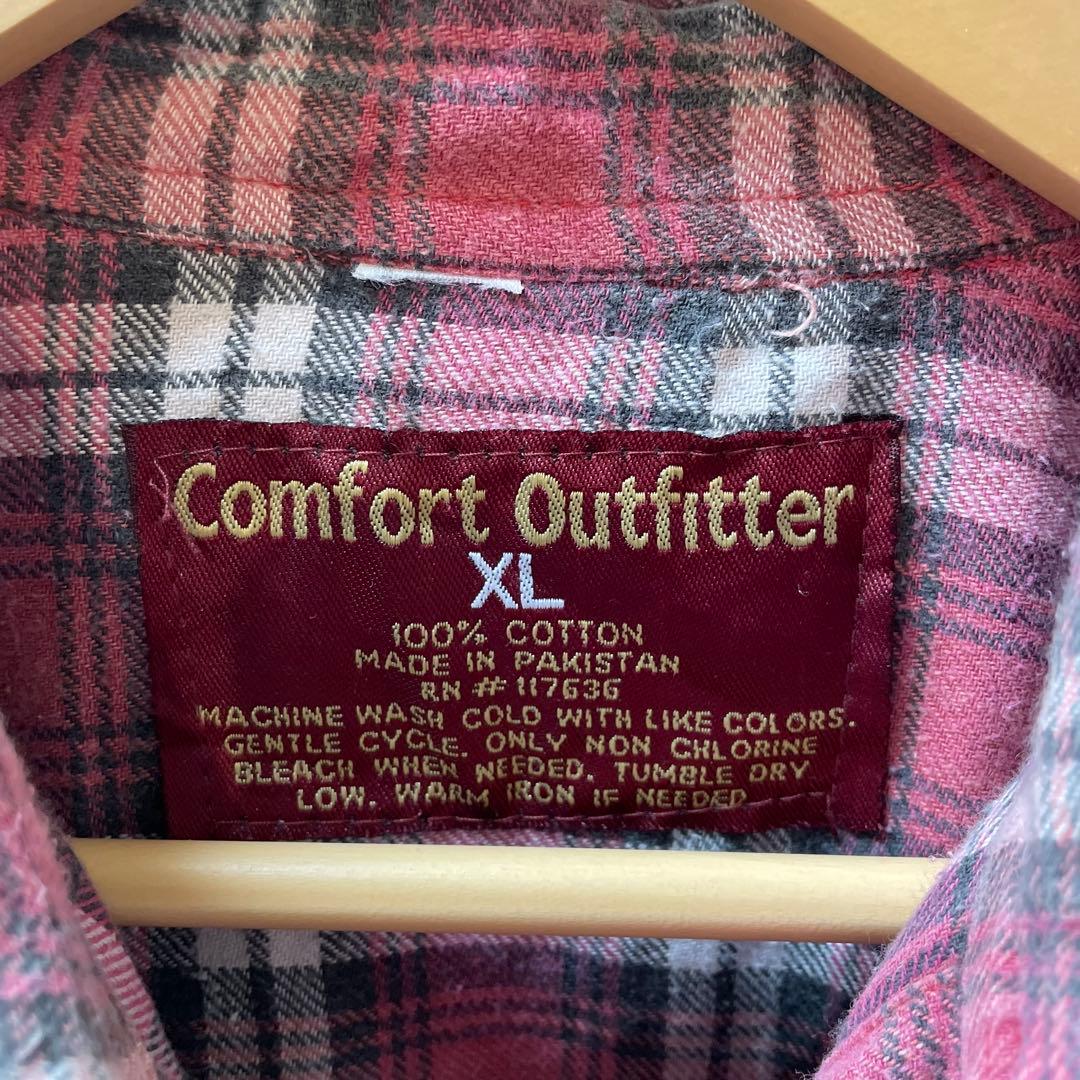 Comfort Outfitter
XL
100% COTTON
MADE IN PAKISTAN
RN # 117636
MACHINE WASH COLD WITH LIKE COLORS.
GENTLE CYCLE. ONLY NON CHLORINE
BLEACH WHEN NEEDED. TUMBLE DRY
LOW. WARM IRON IF NEEDED